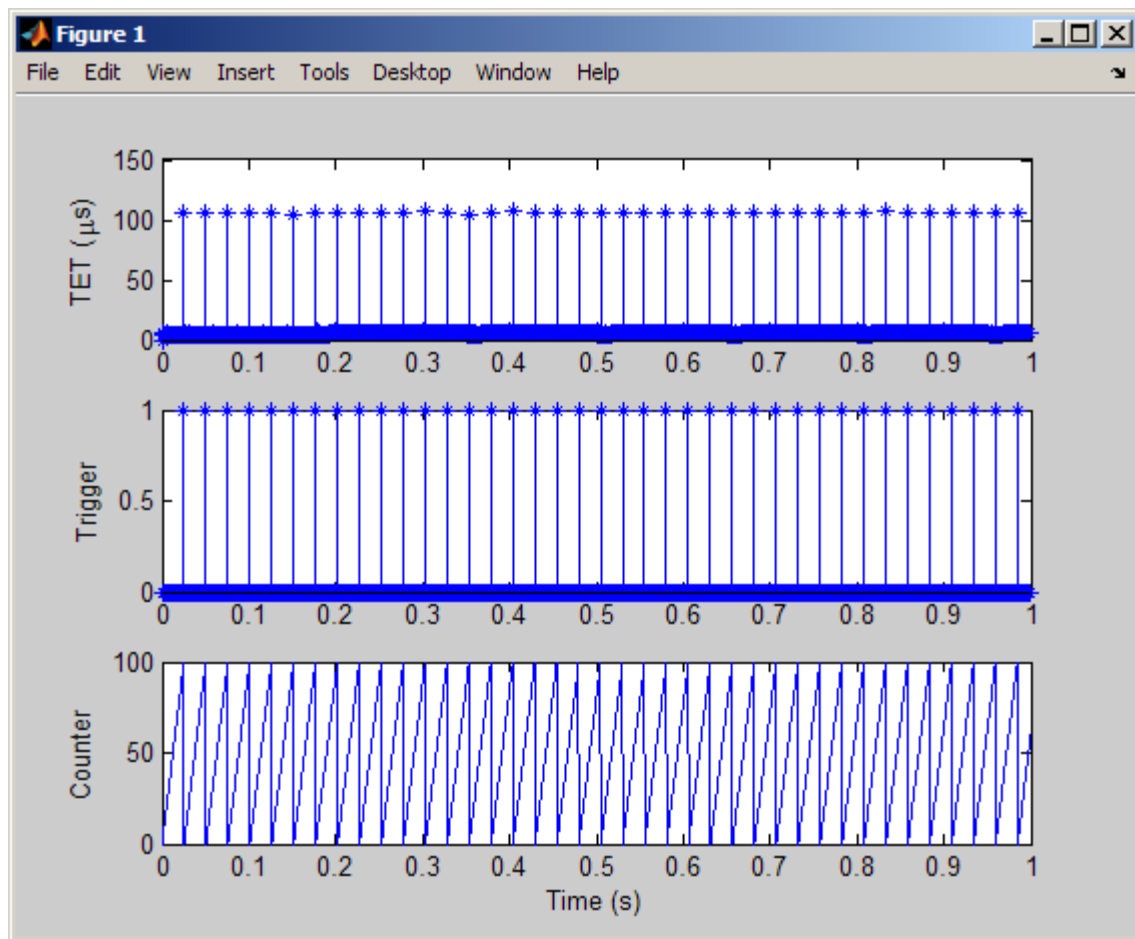 Figure 1
File Edit View Insert Tools Desktop Window Help
150
100
50
0
TET (μs)
0 0.1 0.2 0.3 0.4 0.5 0.6 0.7 0.8 0.9 1
1
0.5
0
Trigger
0 0.1 0.2 0.3 0.4 0.5 0.6 0.7 0.8 0.9 1
100
50
0
Counter
0 0.1 0.2 0.3 0.4 0.5 0.6 0.7 0.8 0.9 1
Time (s)